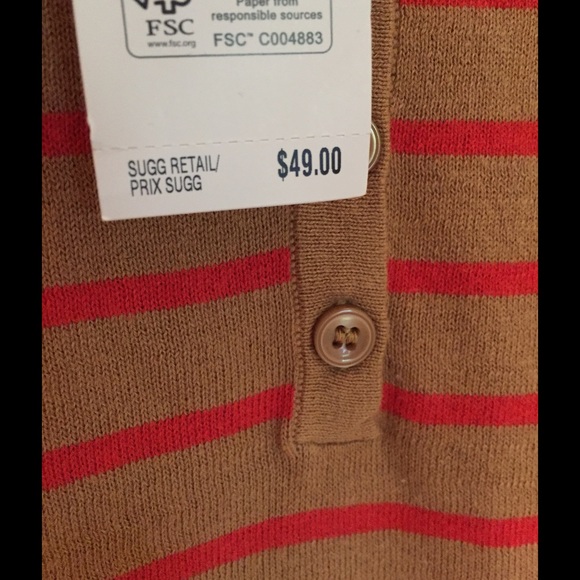 Paper from
responsible sources
FSC
www.fsc.org
FSC™ C004883
SUGG RETAIL/
PRIX SUGG
$49.00